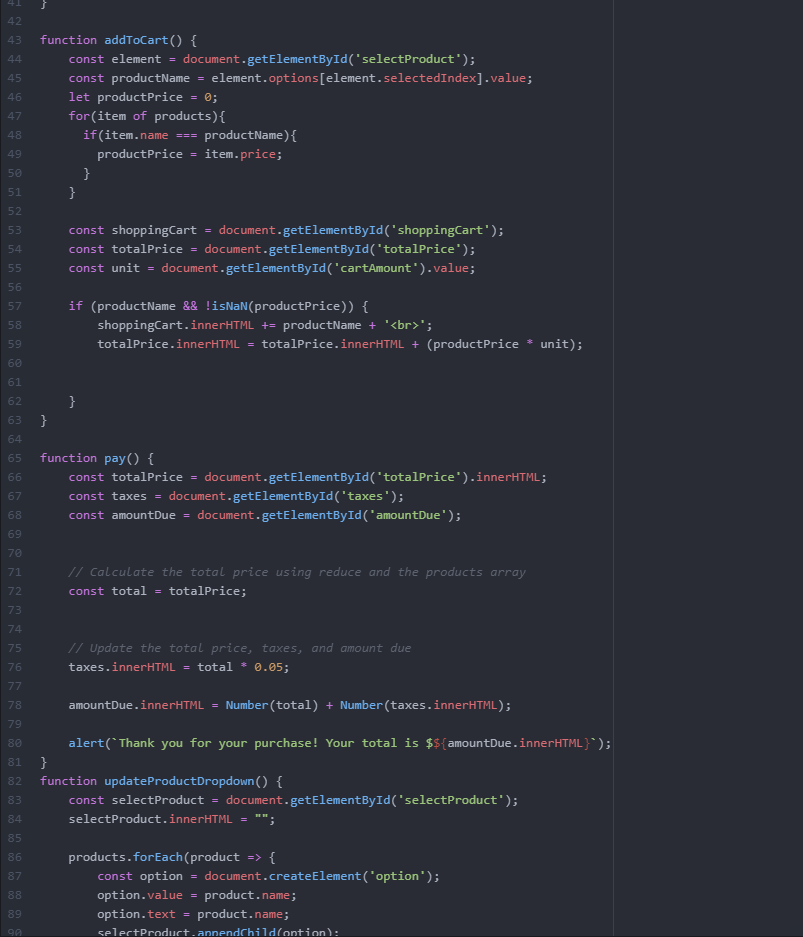 41 }
42
43 function addToCart() {
44     const element = document.getElementById('selectProduct');
45     const productName = element.options[element.selectedIndex].value;
46     let productPrice = 0;
47     for(item of products){
48       if(item.name === productName){
49         productPrice = item.price;
50       }
51     }
52
53     const shoppingCart = document.getElementById('shoppingCart');
54     const totalPrice = document.getElementById('totalPrice');
55     const unit = document.getElementById('cartAmount').value;
56
57     if (productName && !isNaN(productPrice)) {
58         shoppingCart.innerHTML += productName + '<br>';
59         totalPrice.innerHTML = totalPrice.innerHTML + (productPrice * unit);
60
61
62     }
63 }
64
65 function pay() {
66     const totalPrice = document.getElementById('totalPrice').innerHTML;
67     const taxes = document.getElementById('taxes');
68     const amountDue = document.getElementById('amountDue');
69
70
71     // Calculate the total price using reduce and the products array
72     const total = totalPrice;
73
74
75     // Update the total price, taxes, and amount due
76     taxes.innerHTML = total * 0.05;
77
78     amountDue.innerHTML = Number(total) + Number(taxes.innerHTML);
79
80     alert(`Thank you for your purchase! Your total is $${amountDue.innerHTML}`);
81 }
82 function updateProductDropdown() {
83     const selectProduct = document.getElementById('selectProduct');
84     selectProduct.innerHTML = "";
85
86     products.forEach(product => {
87         const option = document.createElement('option');
88         option.value = product.name;
89         option.text = product.name;
90         selectProduct.appendChild(option);